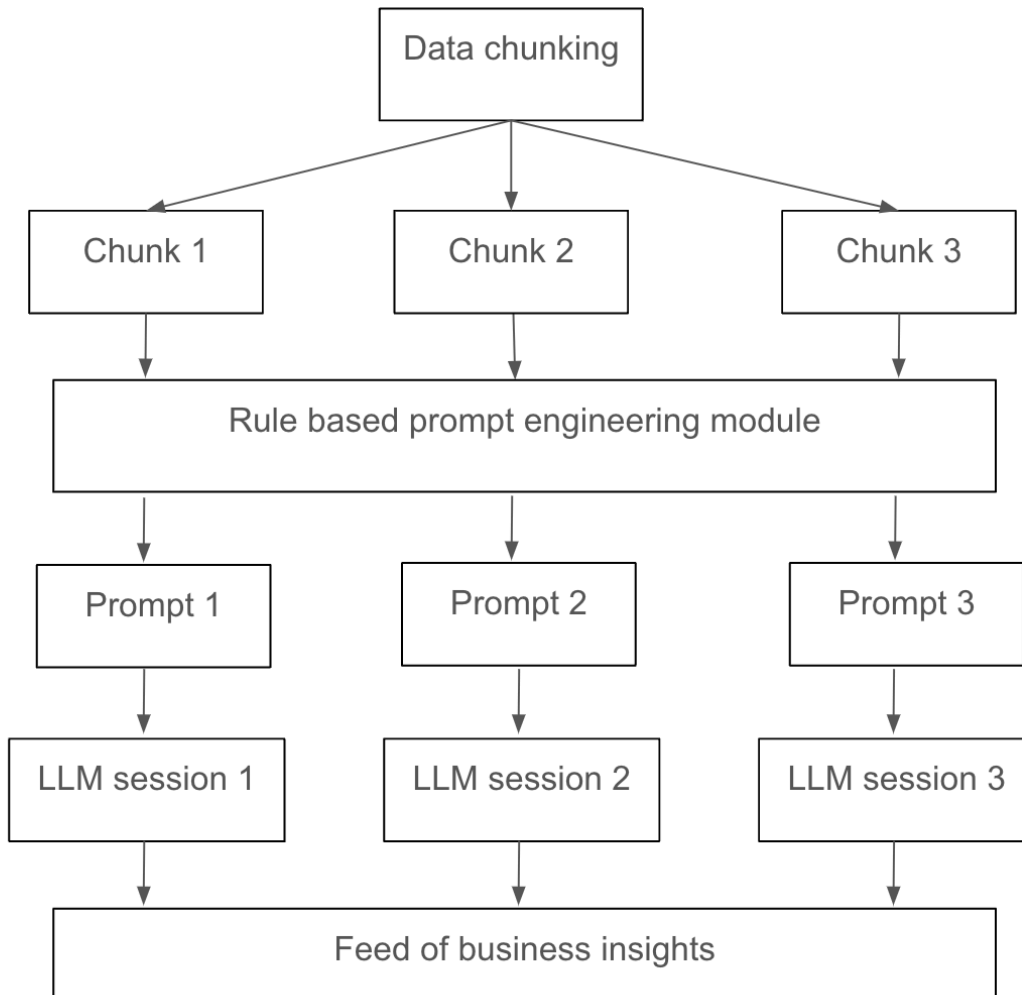 Data chunking
Chunk 1
Chunk 2
Chunk 3
Rule based prompt engineering module
Prompt 1
Prompt 2
Prompt 3
LLM session 1
LLM session 2
LLM session 3
Feed of business insights